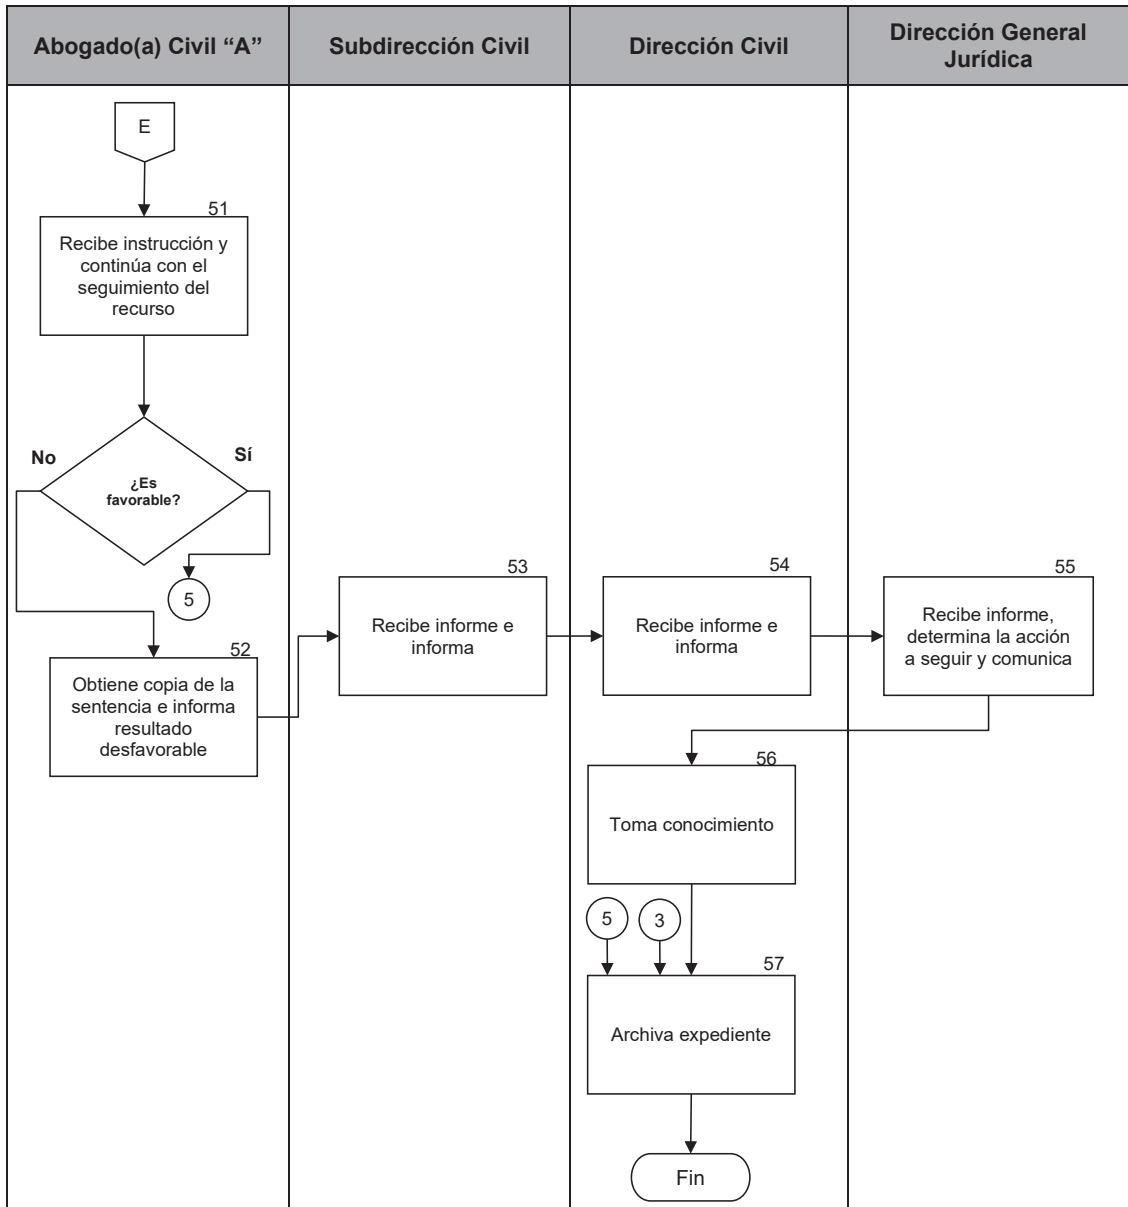 Abogado(a) Civil “A”
Subdirección Civil
Dirección Civil
Dirección General
Jurídica
E
51
Recibe instrucción y
continúa con el
seguimiento del
recurso
No
Sí
¿Es
favorable?
5
52
Obtiene copia de la
sentencia e informa
resultado
desfavorable
53
Recibe informe e
informa
54
Recibe informe e
informa
55
Recibe informe,
determina la acción
a seguir y comunica
56
Toma conocimiento
5
3
57
Archiva expediente
Fin